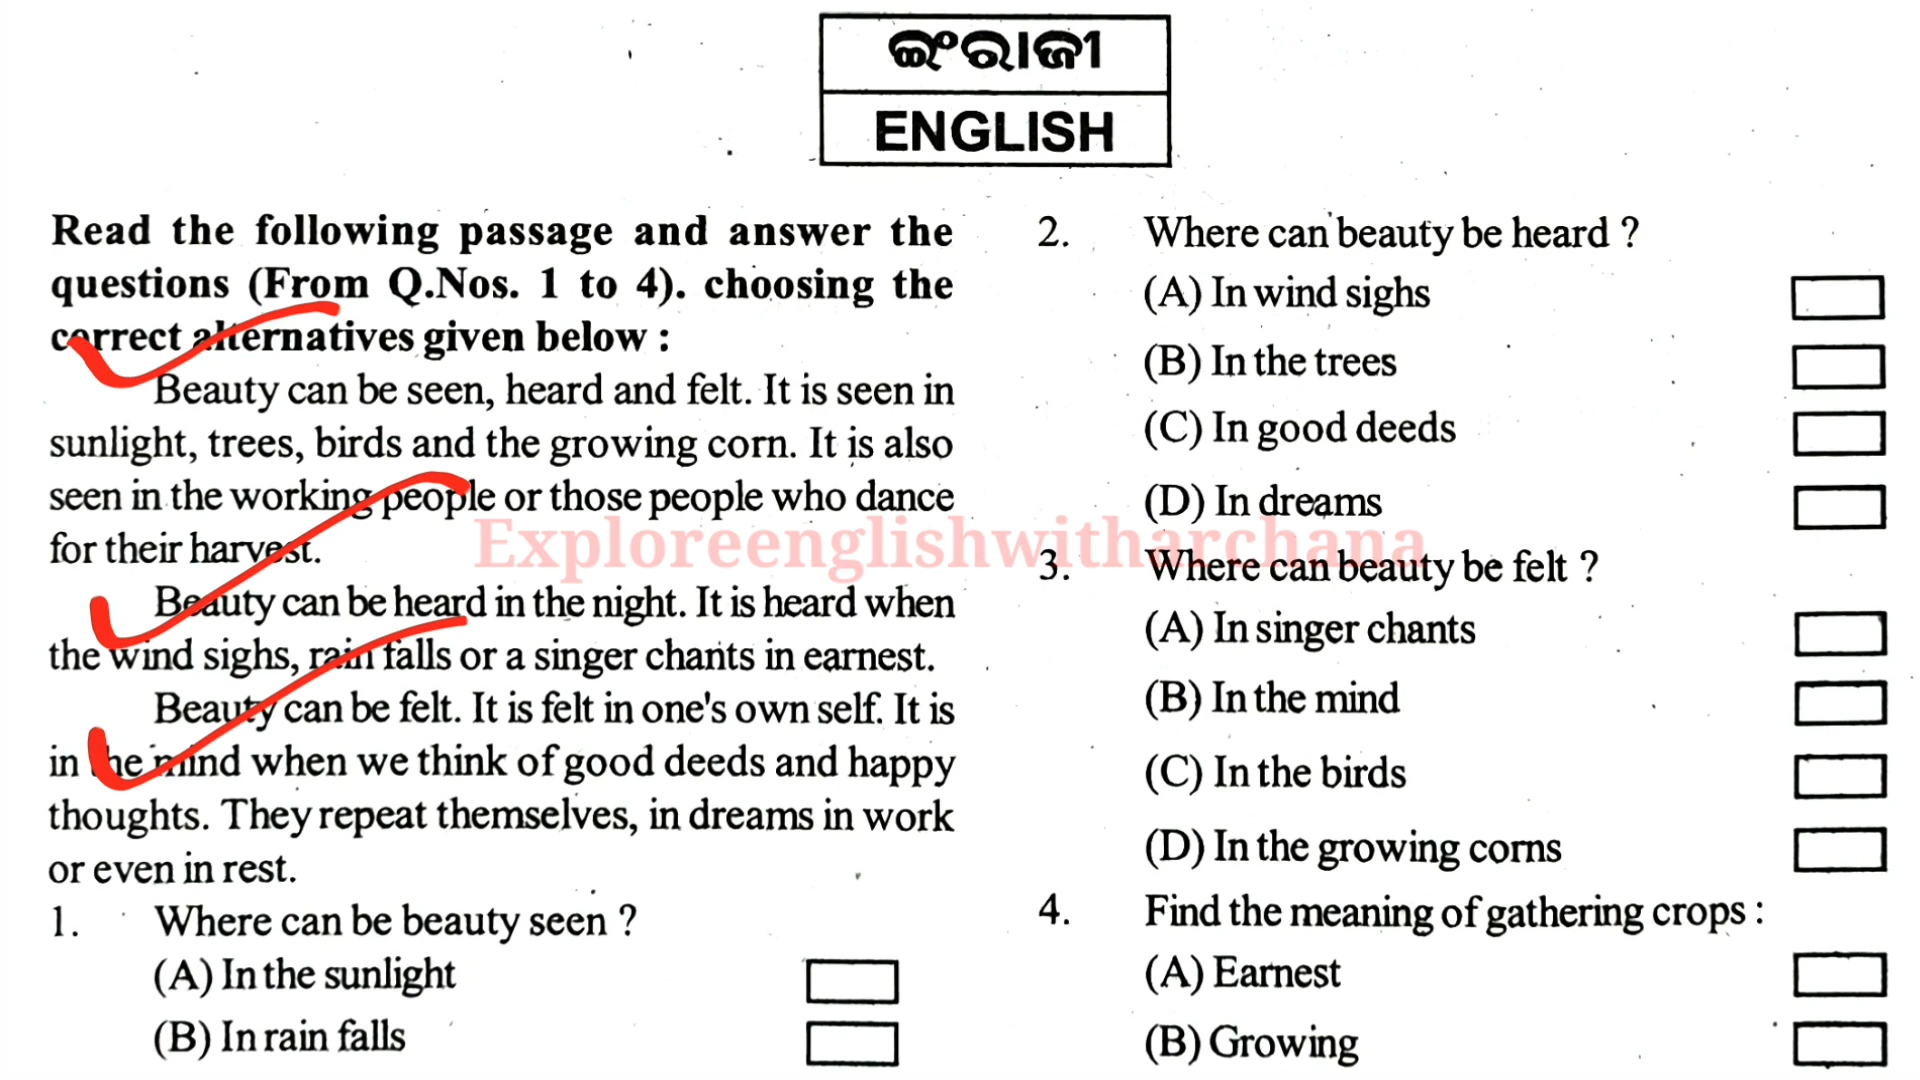 ଇଂରାଜୀ
ENGLISH
Read the following passage and answer the
questions (From Q.Nos. 1 to 4). choosing the
correct alternatives given below :
Beauty can be seen, heard and felt. It is seen in
sunlight, trees, birds and the growing corn. It is also
seen in the working people or those people who dance
for their harvest.
Beauty can be heard in the night. It is heard when
the wind sighs, rain falls or a singer chants in earnest.
Beauty can be felt. It is felt in one's own self. It is
in the mind when we think of good deeds and happy
thoughts. They repeat themselves, in dreams in work
or even in rest.
1. Where can be beauty seen ?
(A) In the sunlight
(B) In rain falls
2. Where can beauty be heard ?
(A) In wind sighs
(B) In the trees
(C) In good deeds
(D) In dreams
Exploreenglishwitharchana
3. Where can beauty be felt ?
(A) In singer chants
(B) In the mind
(C) In the birds
(D) In the growing corns
4. Find the meaning of gathering crops :
(A) Earnest
(B) Growing